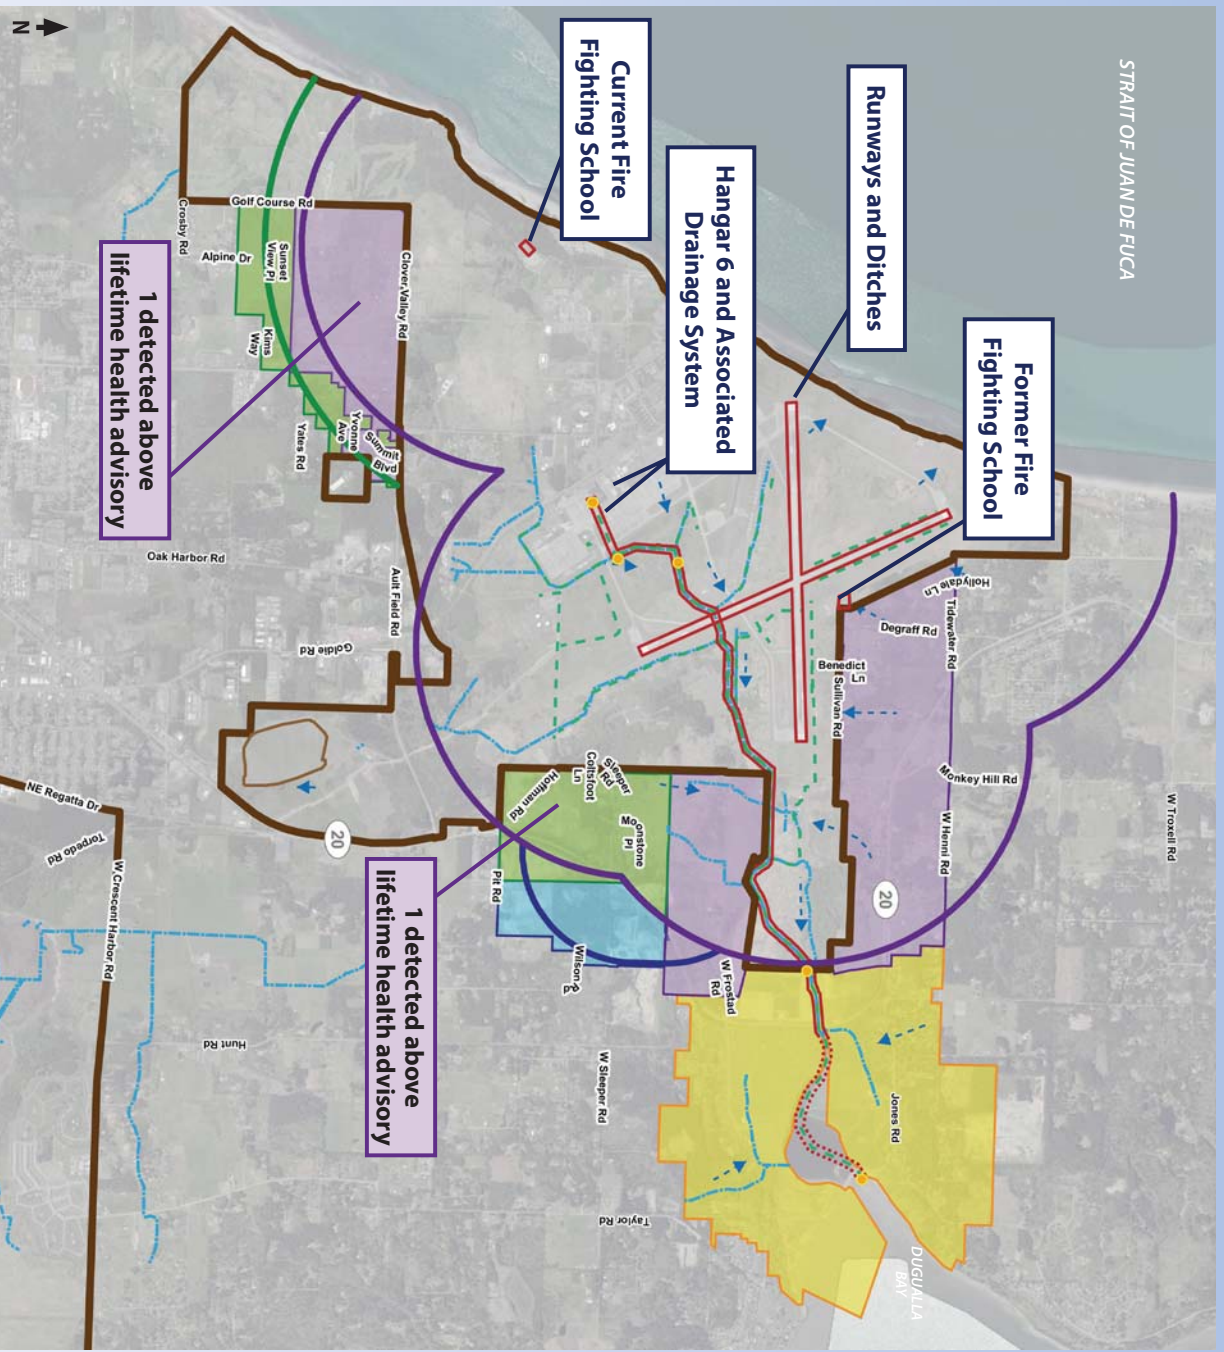 STRAIT OF JUAN DE FUCA
Runways and Ditches
Current Fire
Fighting School
Hangar 6 and Associated
Drainage System
Former Fire
Fighting School
1 detected above
lifetime health advisory
1 detected above
lifetime health advisory
N
Golf Course Rd
Crosby Rd
Alpine Dr
Sunset
View Pl
Kims
Way
Clover Valley Rd
Yvonne
Ave
Summit
Blvd
Yates Rd
Oak Harbor Rd
Ault Field Rd
Goldie Rd
NE Regatta Dr
Torpedo Rd
W Crescent Harbor Rd
20
Hollydale Ln
Tidewater Rd
Degraff Rd
Benedict
Ln
Sullivan Rd
Monkey Hill Rd
W Henni Rd
W Troxell Rd
20
Sleeper
Rd
Coltsfoot
Ln
Hoffman Rd
Moonstone
Pl
Pit Rd
Wilson
W Frostad
Rd
Hunt Rd
W Sleeper Rd
Taylor Rd
Jones Rd
DUGUALLA
BAY